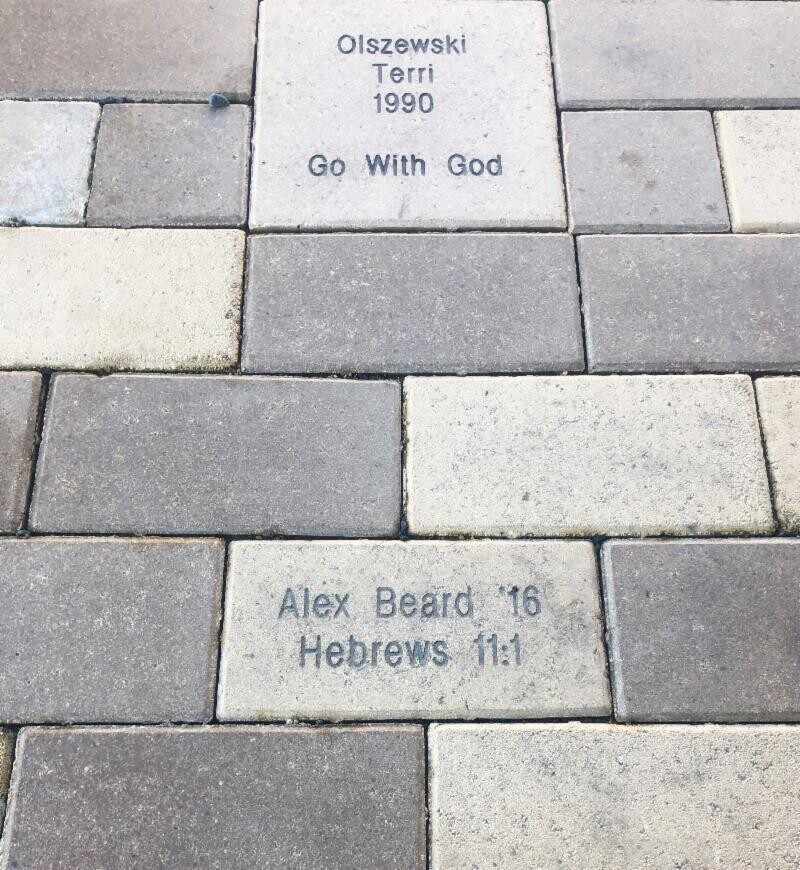 Olszewski
Terri
1990
Go With God
Alex Beard '16
Hebrews 11:1